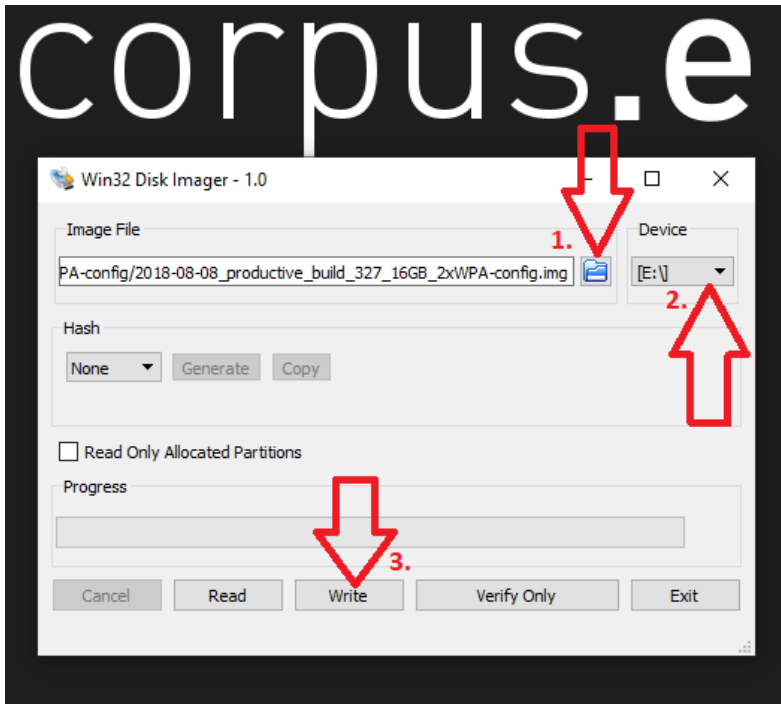 corpus.e
Win32 Disk Imager - 1.0
Image File
Device
1.
PA-config/2018-08-08_productive_build_327_16GB_2xWPA-config.img
[E:\]
2.
Hash
None
Generate
Copy
Read Only Allocated Partitions
Progress
3.
Cancel
Read
Write
Verify Only
Exit